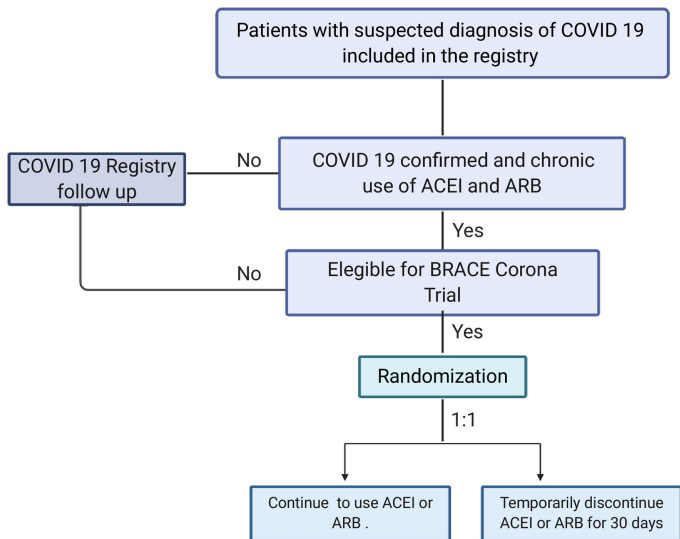 Patients with suspected diagnosis of COVID 19
included in the registry
COVID 19 Registry
follow up
No
COVID 19 confirmed and chronic
use of ACEI and ARB
Yes
No
Elegible for BRACE Corona
Trial
Yes
Randomization
1:1
Continue to use ACEI or
ARB .
Temporarily discontinue
ACEI or ARB for 30 days